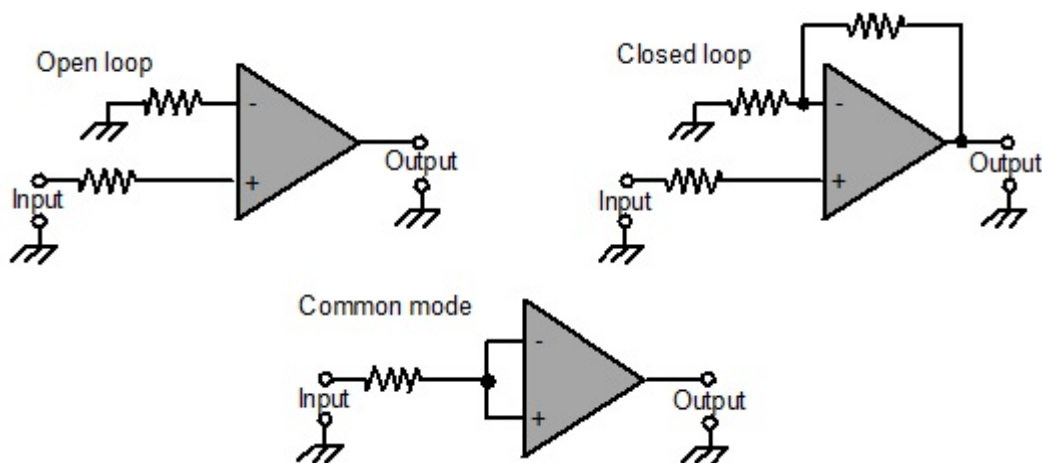 Open loop
-
+
Input
Output
Closed loop
-
+
Input
Output
Common mode
-
+
Input
Output